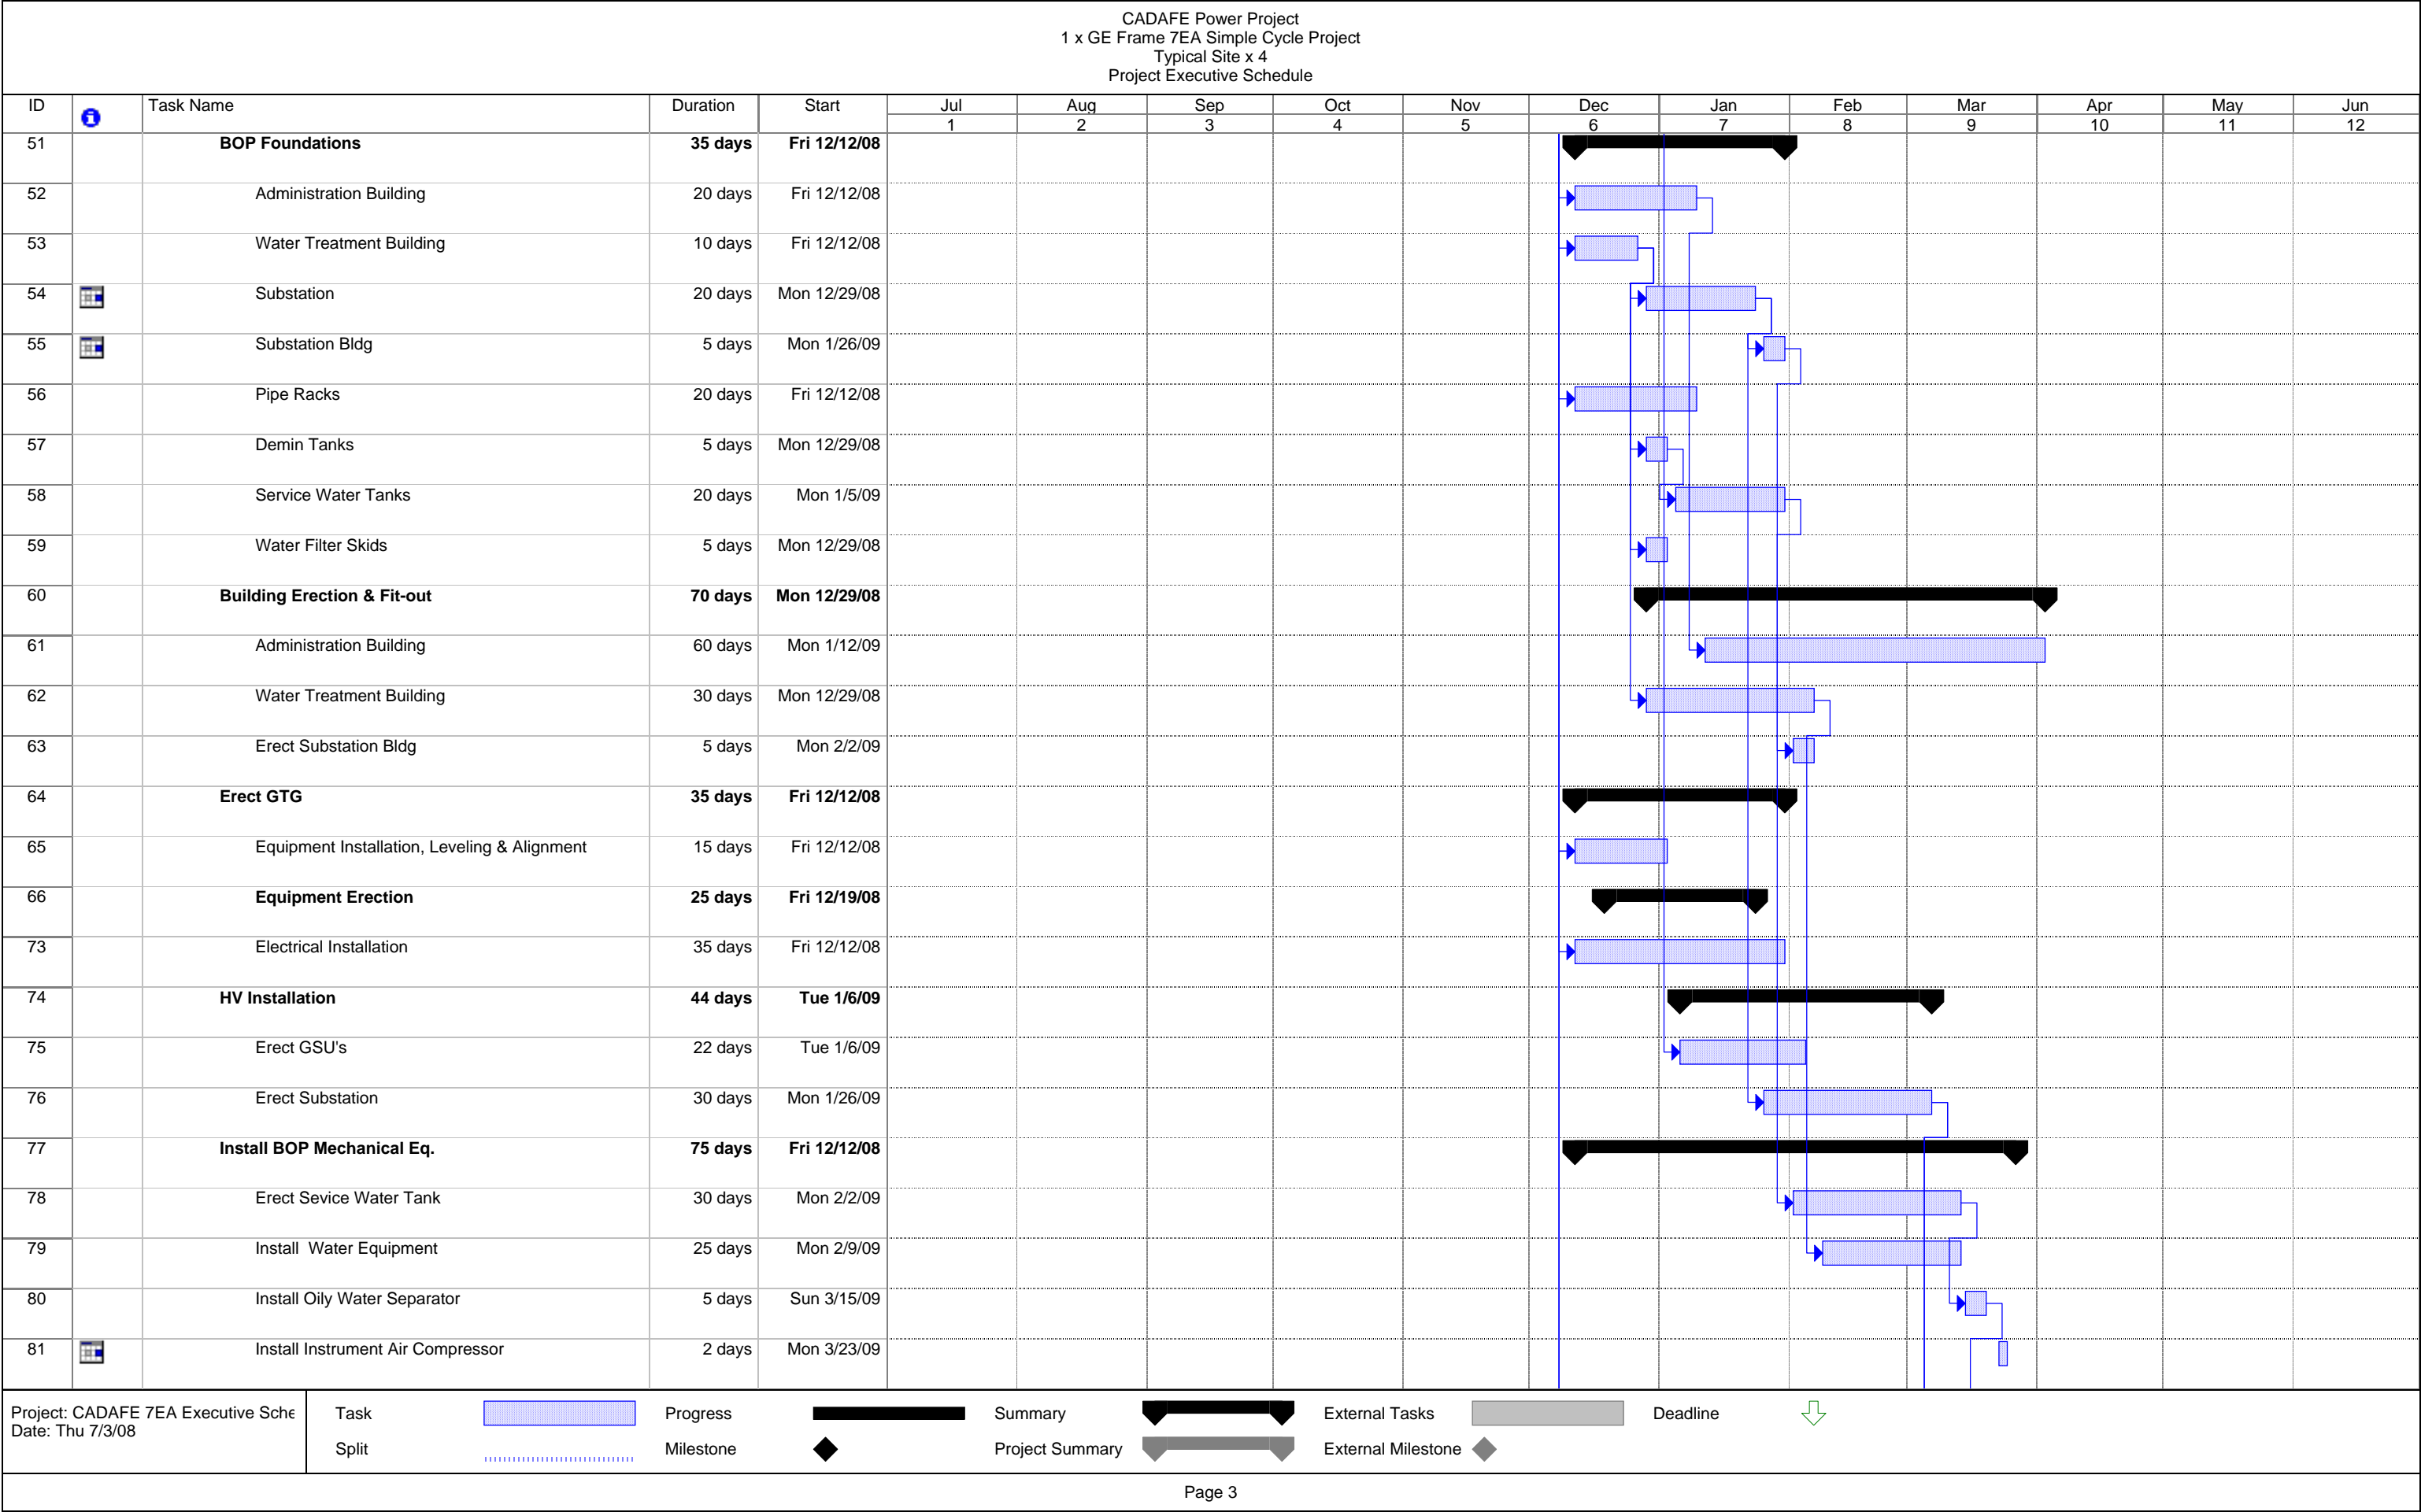 CADAFE Power Project
1 x GE Frame 7EA Simple Cycle Project
Typical Site x 4
Project Executive Schedule
ID Task Name Duration Start Jul Aug Sep Oct Nov Dec Jan Feb Mar Apr May Jun
1 2 3 4 5 6 7 8 9 10 11 12
51 BOP Foundations 35 days Fri 12/12/08
52 Administration Building 20 days Fri 12/12/08
53 Water Treatment Building 10 days Fri 12/12/08
54 Substation 20 days Mon 12/29/08
55 Substation Bldg 5 days Mon 1/26/09
56 Pipe Racks 20 days Fri 12/12/08
57 Demin Tanks 5 days Mon 12/29/08
58 Service Water Tanks 20 days Mon 1/5/09
59 Water Filter Skids 5 days Mon 12/29/08
60 Building Erection & Fit-out 70 days Mon 12/29/08
61 Administration Building 60 days Mon 1/12/09
62 Water Treatment Building 30 days Mon 12/29/08
63 Erect Substation Bldg 5 days Mon 2/2/09
64 Erect GTG 35 days Fri 12/12/08
65 Equipment Installation, Leveling & Alignment 15 days Fri 12/12/08
66 Equipment Erection 25 days Fri 12/19/08
73 Electrical Installation 35 days Fri 12/12/08
74 HV Installation 44 days Tue 1/6/09
75 Erect GSU's 22 days Tue 1/6/09
76 Erect Substation 30 days Mon 1/26/09
77 Install BOP Mechanical Eq. 75 days Fri 12/12/08
78 Erect Sevice Water Tank 30 days Mon 2/2/09
79 Install Water Equipment 25 days Mon 2/9/09
80 Install Oily Water Separator 5 days Sun 3/15/09
81 Install Instrument Air Compressor 2 days Mon 3/23/09
Project: CADAFE 7EA Executive Sche
Date: Thu 7/3/08
Task Progress Summary External Tasks Deadline
Split Milestone Project Summary External Milestone
Page 3